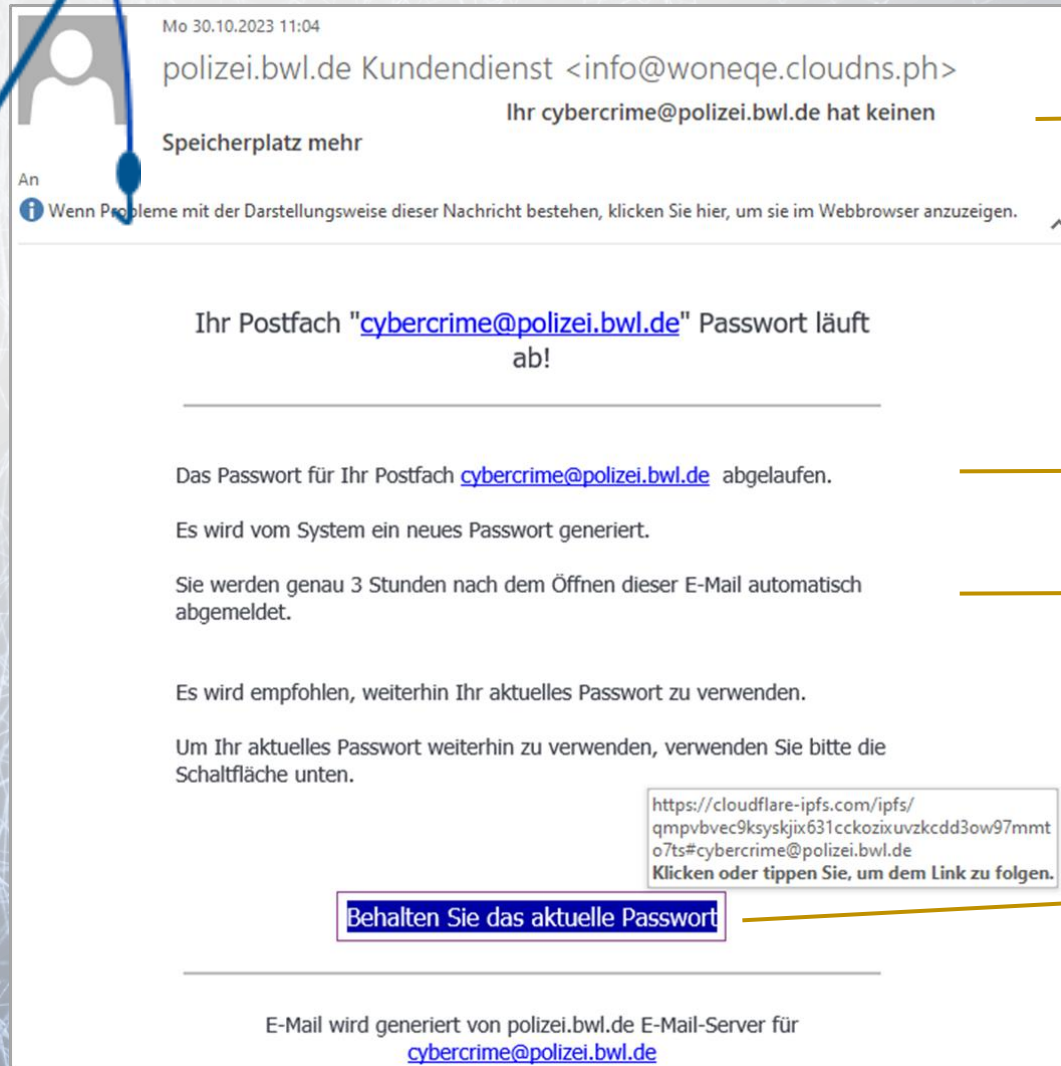 Mo 30.10.2023 11:04
polizei.bwl.de Kundendienst <info@woneqe.cloudns.ph>
Ihr cybercrime@polizei.bwl.de hat keinen
Speicherplatz mehr
An
Wenn Probleme mit der Darstellungsweise dieser Nachricht bestehen, klicken Sie hier, um sie im Webbrowser anzuzeigen.
Ihr Postfach "cybercrime@polizei.bwl.de" Passwort läuft
ab!
Das Passwort für Ihr Postfach cybercrime@polizei.bwl.de abgelaufen.
Es wird vom System ein neues Passwort generiert.
Sie werden genau 3 Stunden nach dem Öffnen dieser E-Mail automatisch
abgemeldet.
Es wird empfohlen, weiterhin Ihr aktuelles Passwort zu verwenden.
Um Ihr aktuelles Passwort weiterhin zu verwenden, verwenden Sie bitte die
Schaltfläche unten.
https://cloudflare-ipfs.com/ipfs/
qmpvbvec9ksyskjix631cckozixuvzkcdd3ow97mmt
o7ts#cybercrime@polizei.bwl.de
Klicken oder tippen Sie, um dem Link zu folgen.
Behalten Sie das aktuelle Passwort
E-Mail wird generiert von polizei.bwl.de E-Mail-Server für
cybercrime@polizei.bwl.de